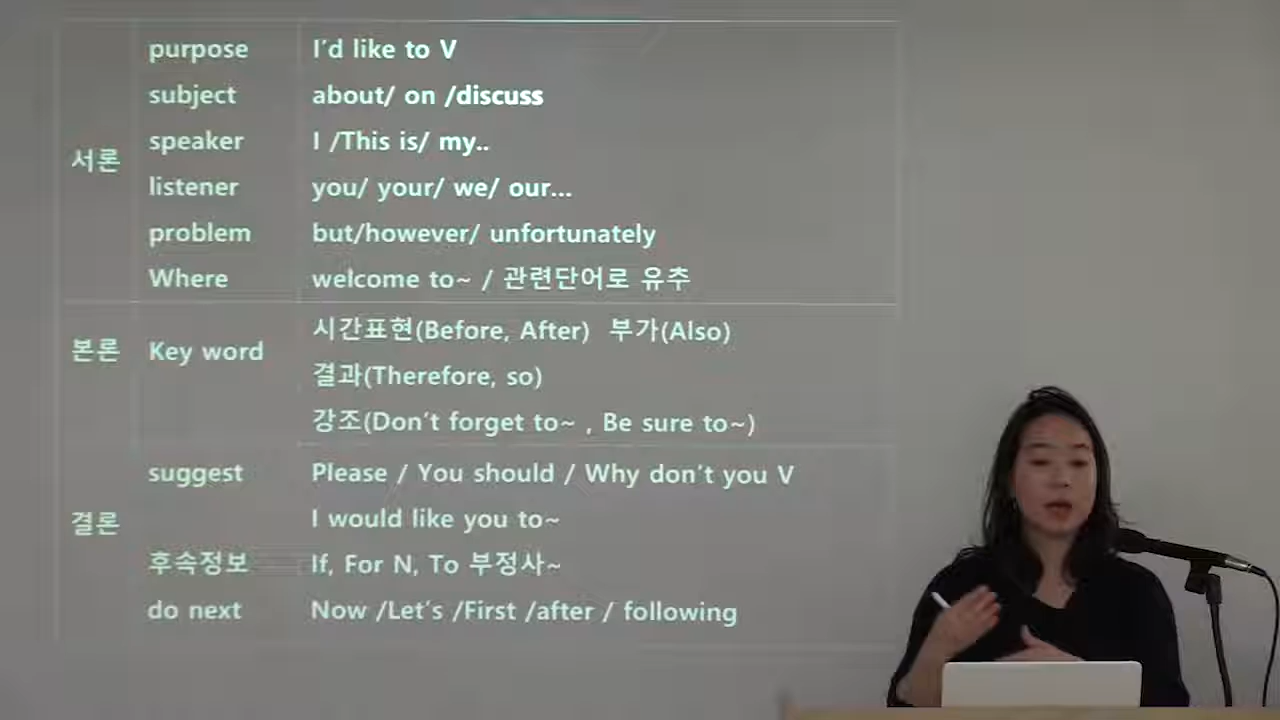 purpose I'd like to V
subject about/ on /discuss
speaker I /This is/ my..
서론
listener you/ your/ we/ our...
problem but/however/ unfortunately
Where welcome to~ / 관련단어로 유추
시간표현(Before, After) 부가(Also)
본론 Key word
결과(Therefore, so)
강조(Don't forget to~ , Be sure to~)
suggest Please / You should / Why don't you V
결론 I would like you to~
후속정보 If, For N, To 부정사~
do next Now /Let's /First /after / following